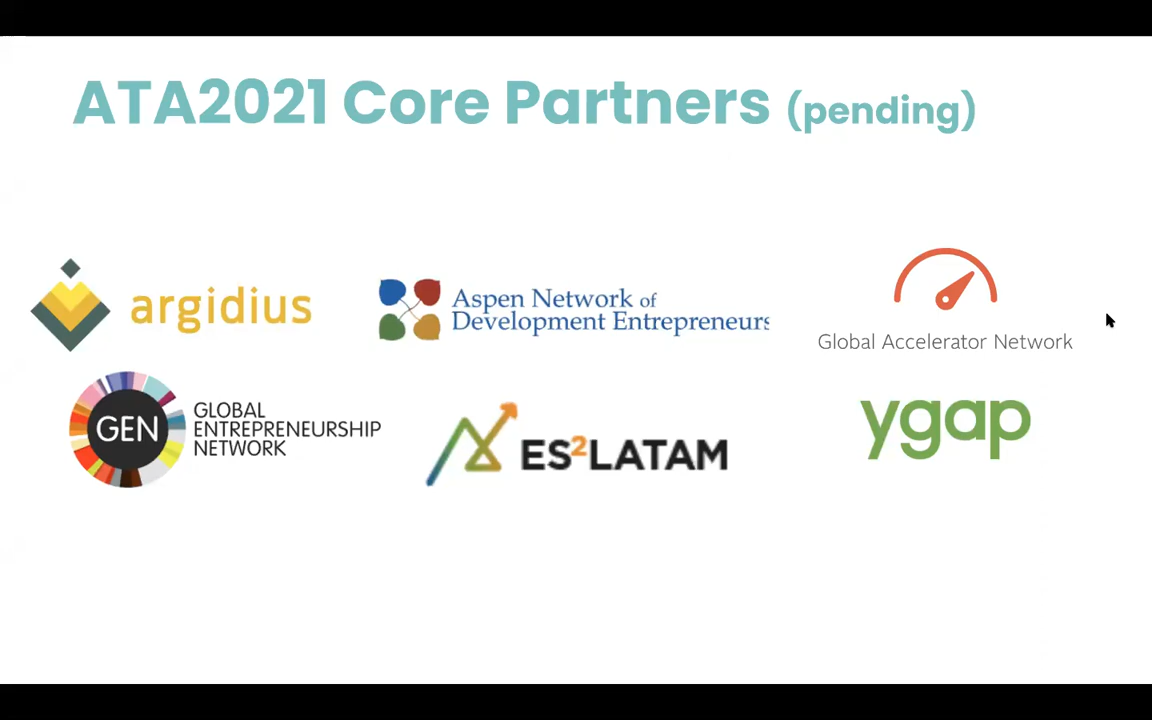 ATA2021 Core Partners (pending)
argidius
Aspen Network of
Development Entrepreneurs
Global Accelerator Network
GEN
GLOBAL
ENTREPRENEURSHIP
NETWORK
ES²LATAM
ygap